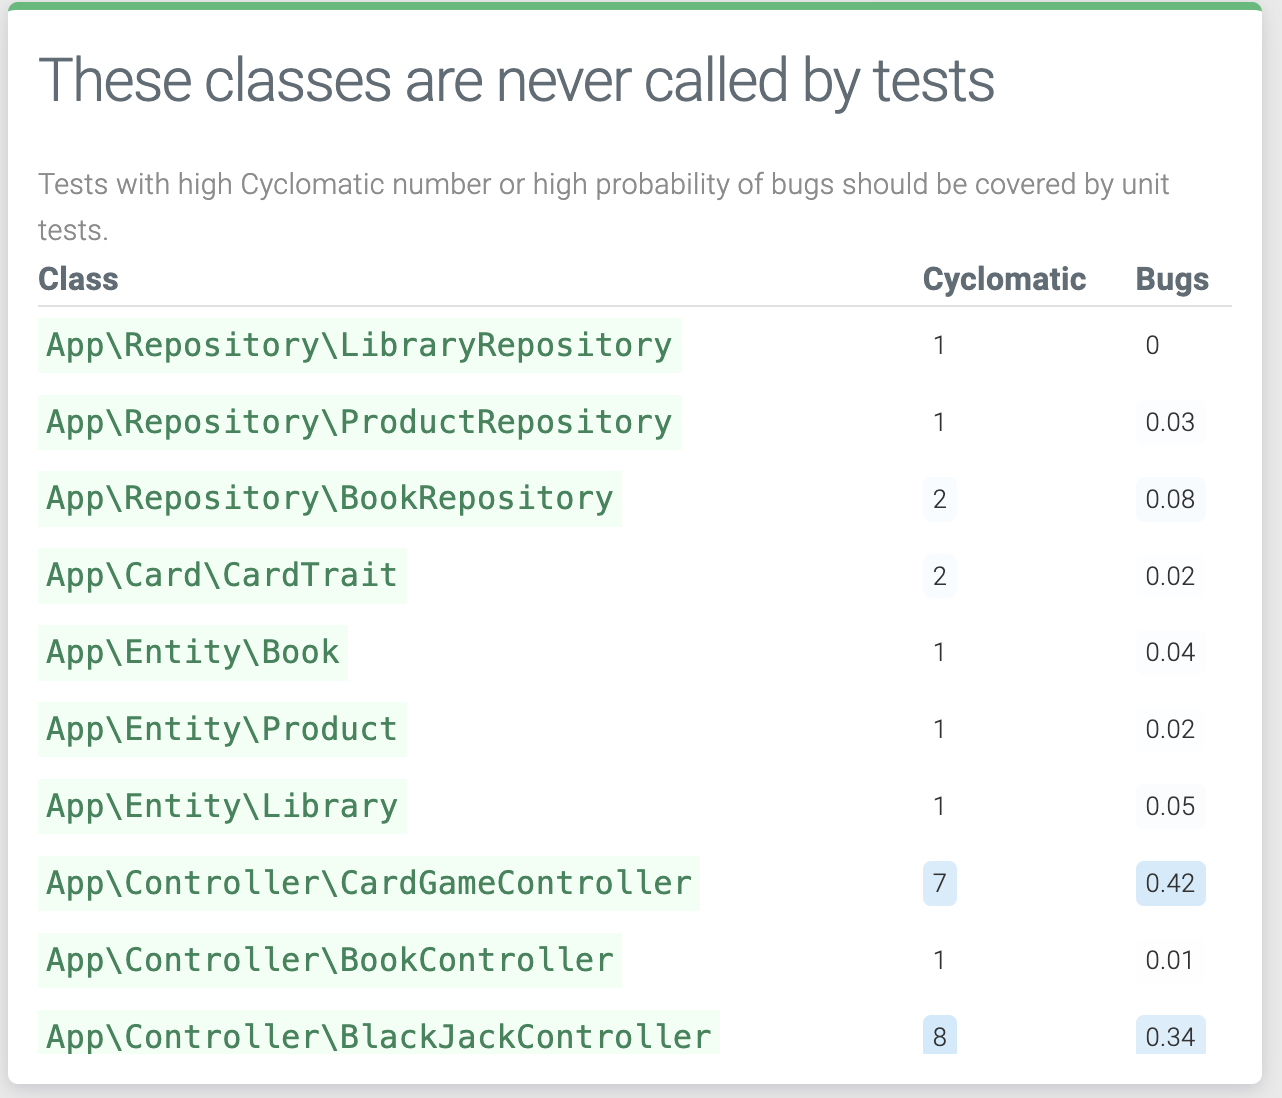 These classes are never called by tests
Tests with high Cyclomatic number or high probability of bugs should be covered by unit
tests.
Class Cyclomatic Bugs
App\Repository\LibraryRepository 1 0
App\Repository\ProductRepository 1 0.03
App\Repository\BookRepository 2 0.08
App\Card\CardTrait 2 0.02
App\Entity\Book 1 0.04
App\Entity\Product 1 0.02
App\Entity\Library 1 0.05
App\Controller\CardGameController 7 0.42
App\Controller\BookController 1 0.01
App\Controller\BlackJackController 8 0.34